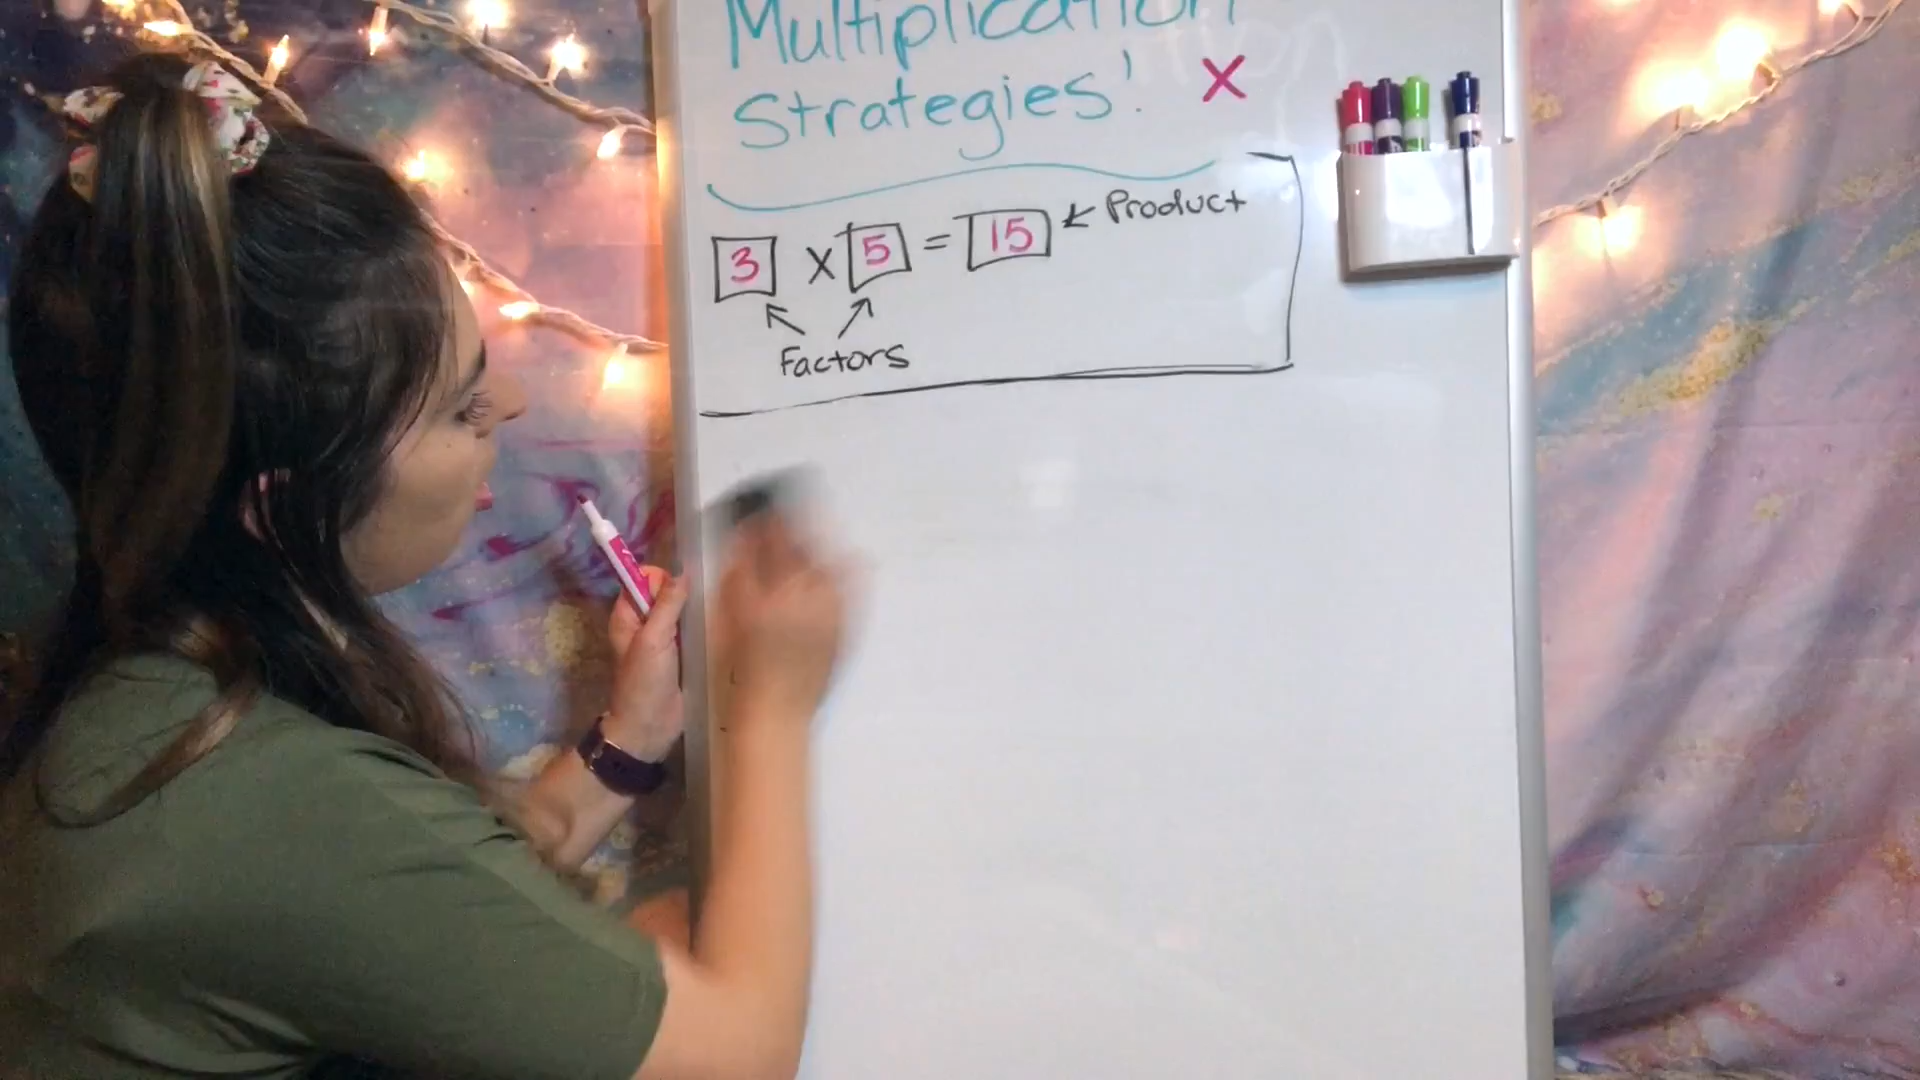 Multiplication
Strategies! X
3 X 5 = 15 ← Product
Factors